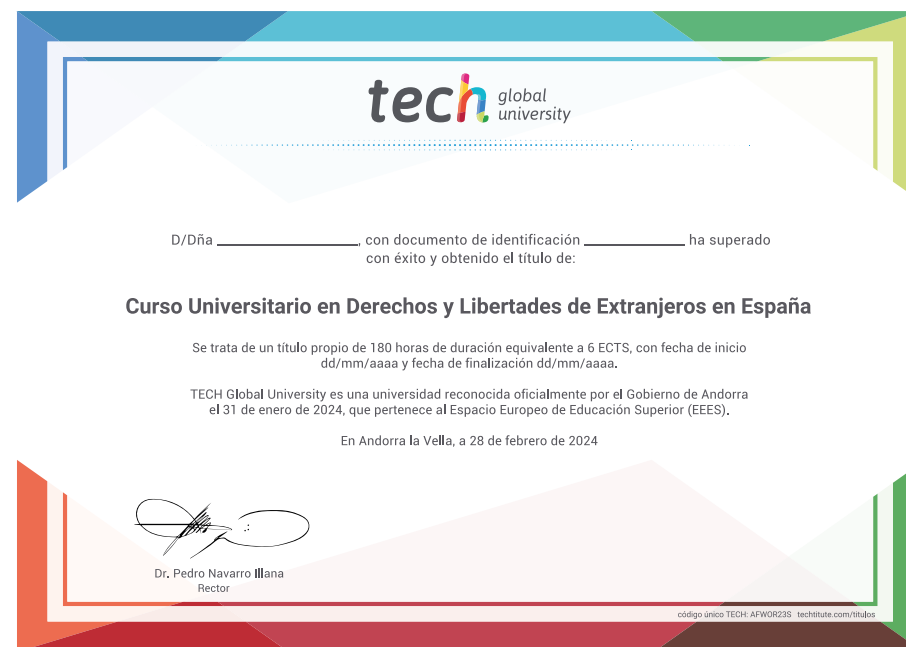 tech global university
D/Dña ____________________, con documento de identificación ______________ ha superado
con éxito y obtenido el título de:
Curso Universitario en Derechos y Libertades de Extranjeros en España
Se trata de un título propio de 180 horas de duración equivalente a 6 ECTS, con fecha de inicio
dd/mm/aaaa y fecha de finalización dd/mm/aaaa.
TECH Global University es una universidad reconocida oficialmente por el Gobierno de Andorra
el 31 de enero de 2024, que pertenece al Espacio Europeo de Educación Superior (EEES).
En Andorra la Vella, a 28 de febrero de 2024
Dr. Pedro Navarro Illana
Rector
código único TECH: AFWOR23S techtitute.com/titulos